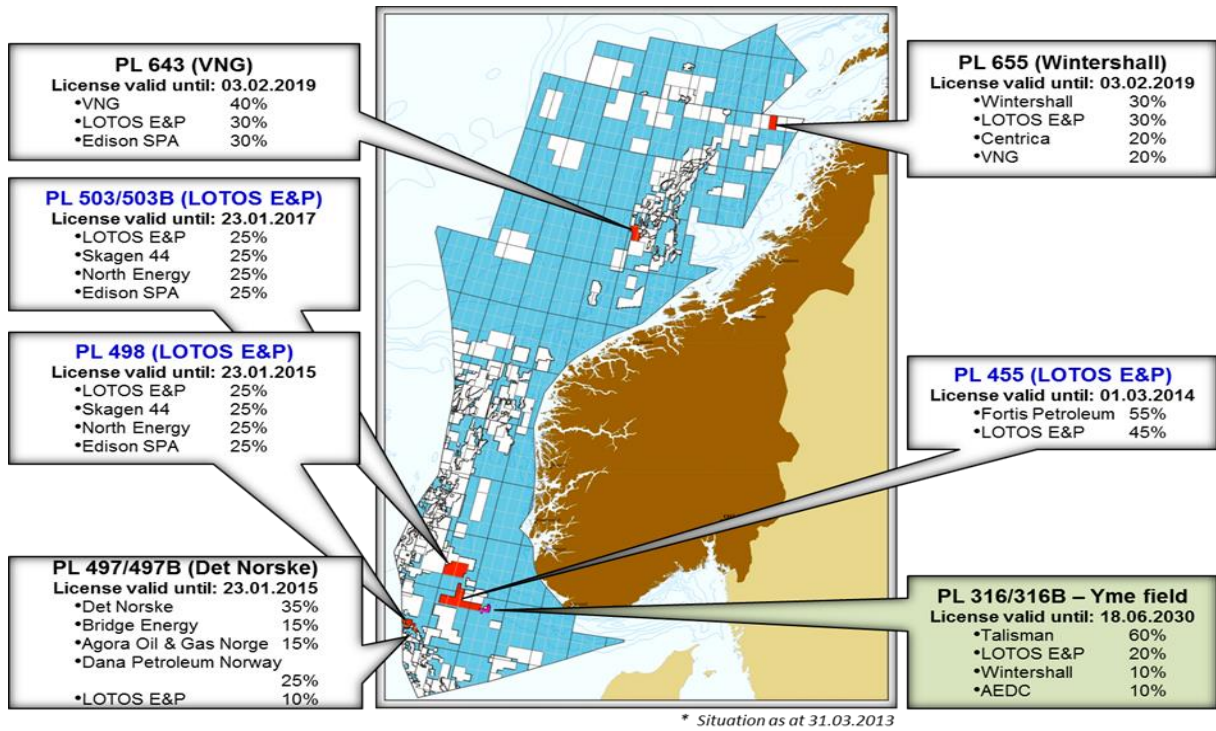 PL 643 (VNG)
License valid until: 03.02.2019
•VNG 40%
•LOTOS E&P 30%
•Edison SPA 30%
PL 503/503B (LOTOS E&P)
License valid until: 23.01.2017
•LOTOS E&P 25%
•Skagen 44 25%
•North Energy 25%
•Edison SPA 25%
PL 498 (LOTOS E&P)
License valid until: 23.01.2015
•LOTOS E&P 25%
•Skagen 44 25%
•North Energy 25%
•Edison SPA 25%
PL 497/497B (Det Norske)
License valid until: 23.01.2015
•Det Norske 35%
•Bridge Energy 15%
•Agora Oil & Gas Norge 15%
•Dana Petroleum Norway
25%
•LOTOS E&P 10%
PL 655 (Wintershall)
License valid until: 03.02.2019
•Wintershall 30%
•LOTOS E&P 30%
•Centrica 20%
•VNG 20%
PL 455 (LOTOS E&P)
License valid until: 01.03.2014
•Fortis Petroleum 55%
•LOTOS E&P 45%
PL 316/316B – Yme field
License valid until: 18.06.2030
•Talisman 60%
•LOTOS E&P 20%
•Wintershall 10%
•AEDC 10%
* Situation as at 31.03.2013